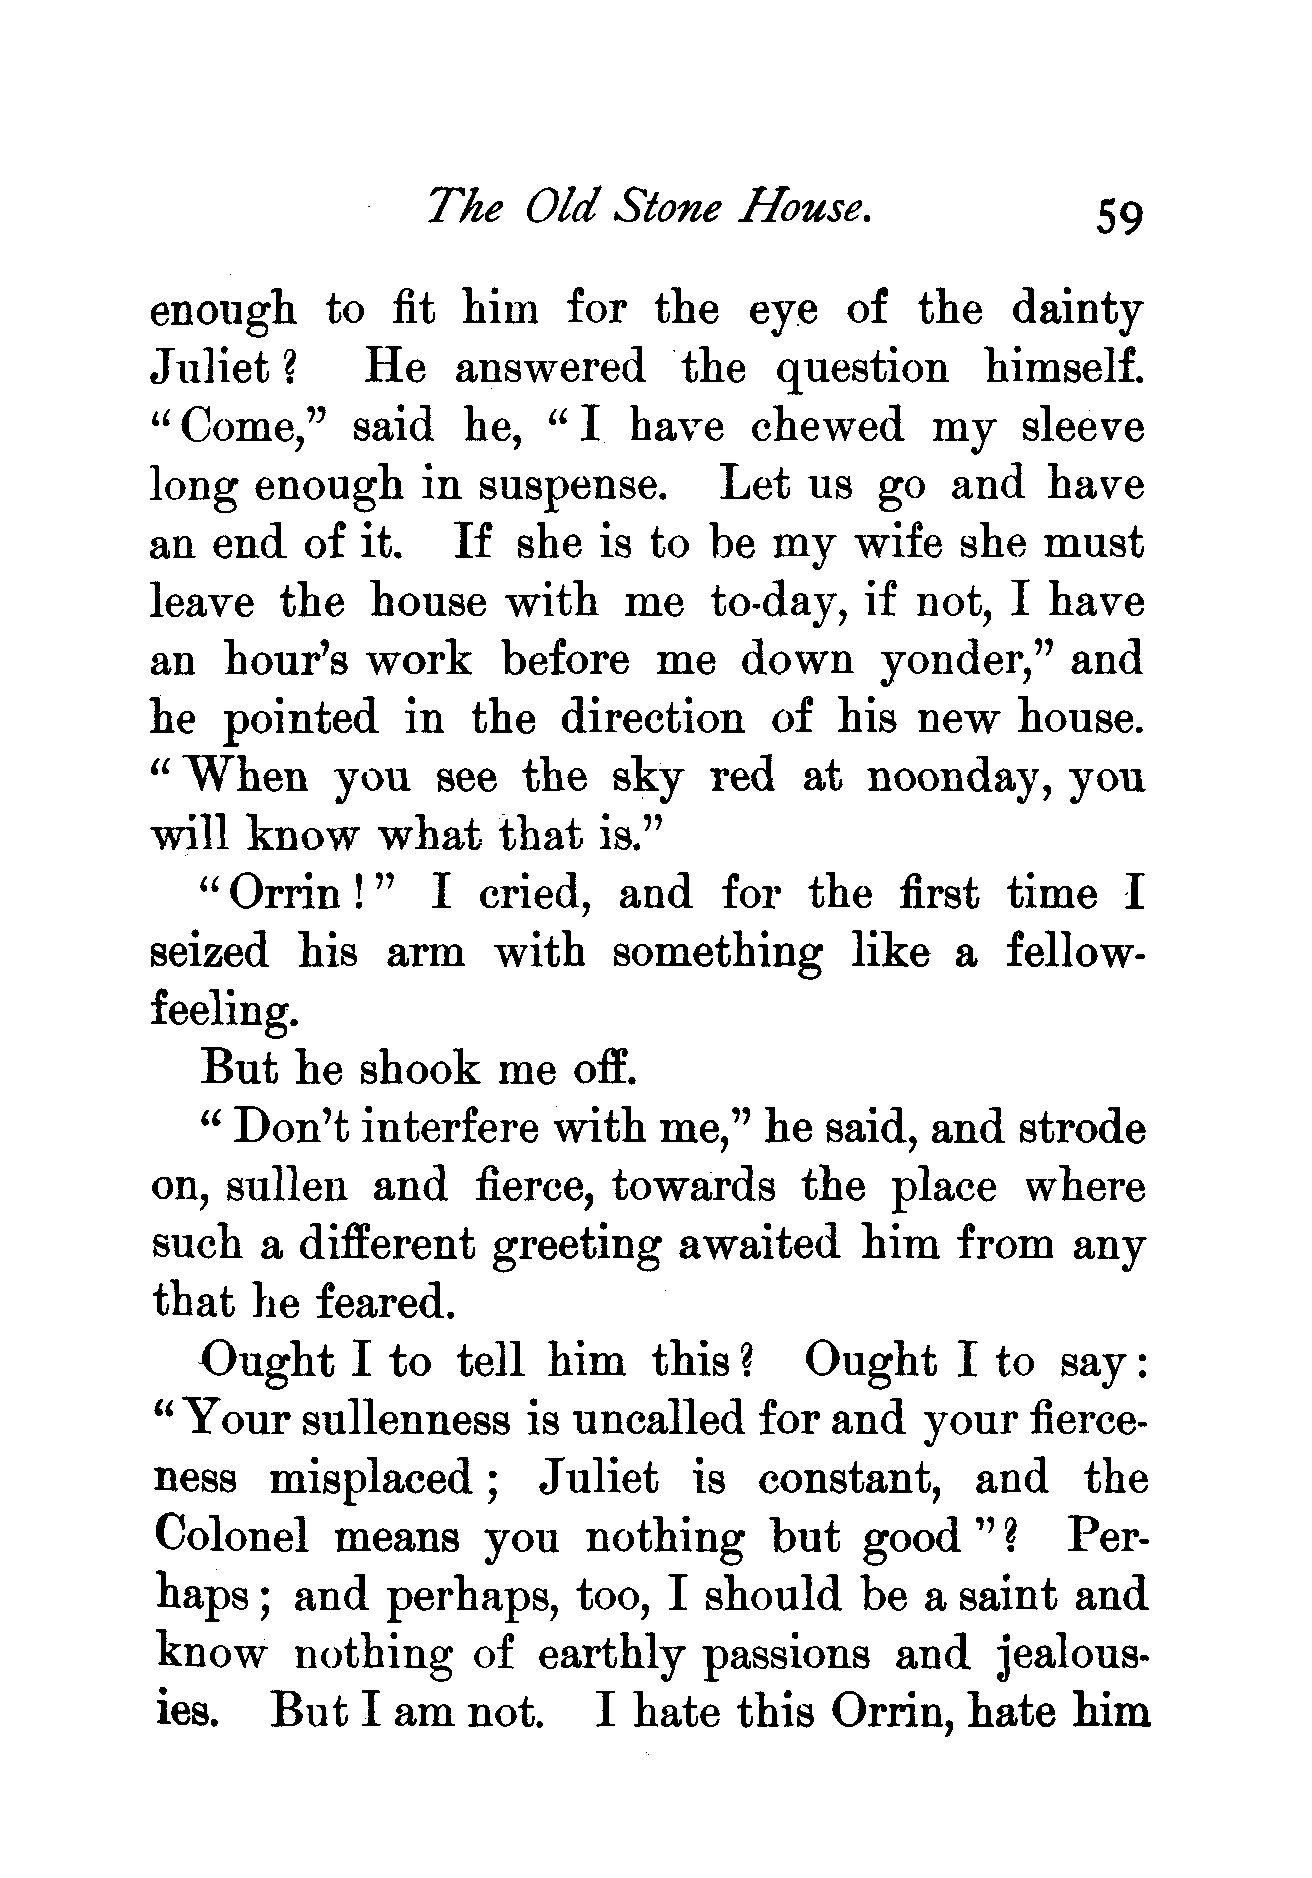 The Old Stone House. 59
enough to fit him for the eye of the dainty
Juliet? He answered the question himself.
"Come," said he, "I have chewed my sleeve
long enough in suspense. Let us go and have
an end of it. If she is to be my wife she must
leave the house with me to-day, if not, I have
an hour's work before me down yonder," and
he pointed in the direction of his new house.
"When you see the sky red at noonday, you
will know what that is."
"Orrin!" I cried, and for the first time I
seized his arm with something like a fellow-
feeling.
But he shook me off.
"Don't interfere with me," he said, and strode
on, sullen and fierce, towards the place where
such a different greeting awaited him from any
that he feared.
Ought I to tell him this? Ought I to say:
"Your sullenness is uncalled for and your fierce-
ness misplaced; Juliet is constant, and the
Colonel means you nothing but good"? Per-
haps; and perhaps, too, I should be a saint and
know nothing of earthly passions and jealous-
ies. But I am not. I hate this Orrin, hate him